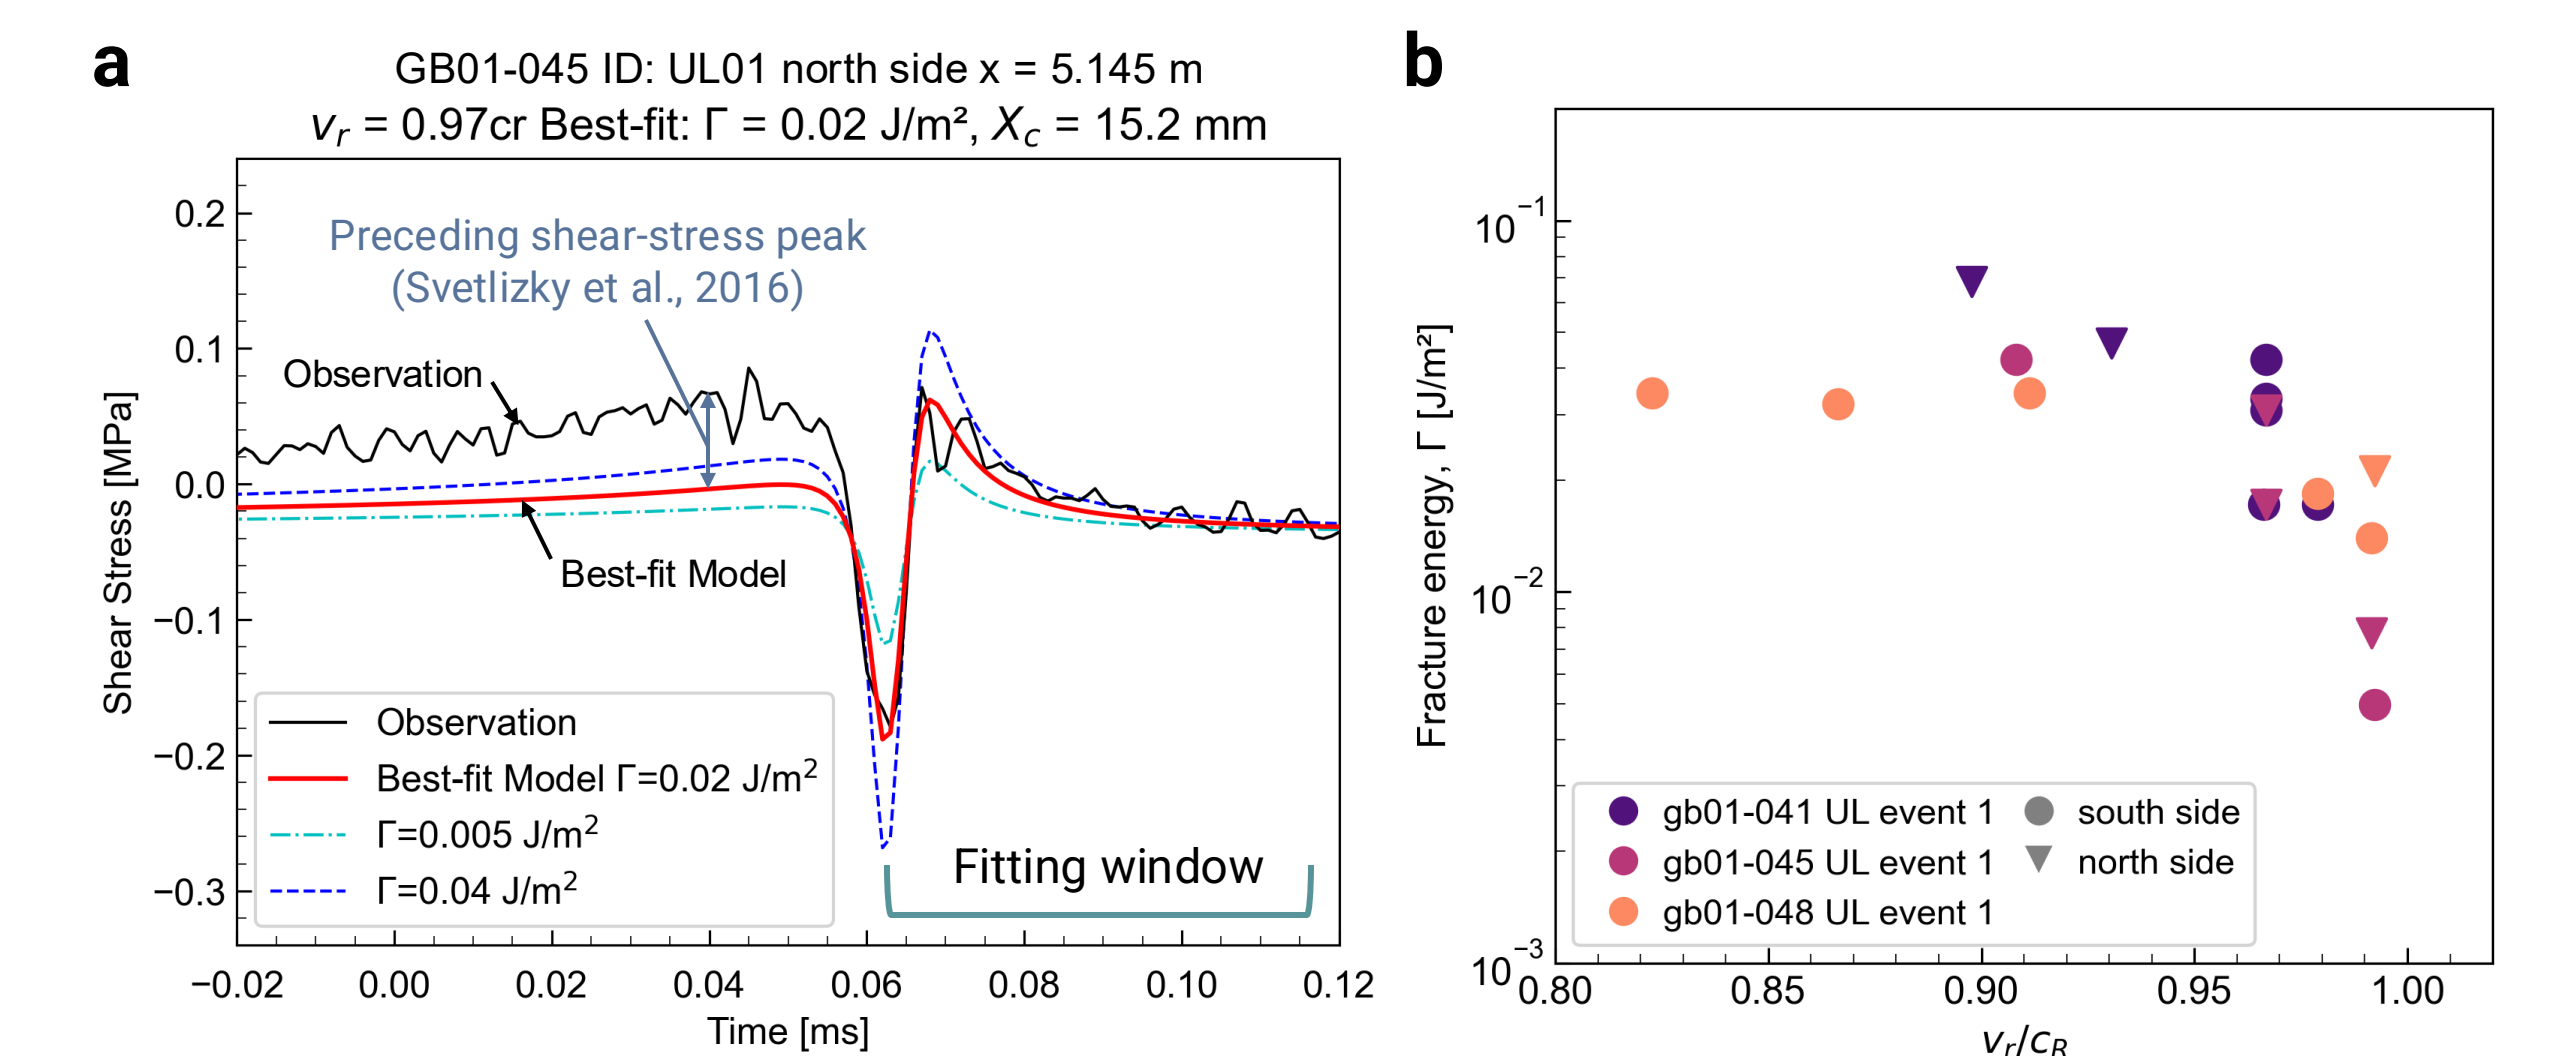 a
GB01-045 ID: UL01 north side x = 5.145 m
vr = 0.97cr Best-fit: Γ = 0.02 J/m², Xc = 15.2 mm
Shear Stress [MPa]
0.2
0.1
0.0
−0.1
−0.2
−0.3
Preceding shear-stress peak
(Svetlizky et al., 2016)
Observation
Best-fit Model
Observation
Best-fit Model Γ=0.02 J/m²
Γ=0.005 J/m²
Γ=0.04 J/m²
Fitting window
−0.02 0.00 0.02 0.04 0.06 0.08 0.10 0.12
Time [ms]
b
Fracture energy, Γ [J/m²]
10⁻¹
10⁻²
10⁻³
gb01-041 UL event 1
gb01-045 UL event 1
gb01-048 UL event 1
south side
north side
0.80 0.85 0.90 0.95 1.00
vr/cR